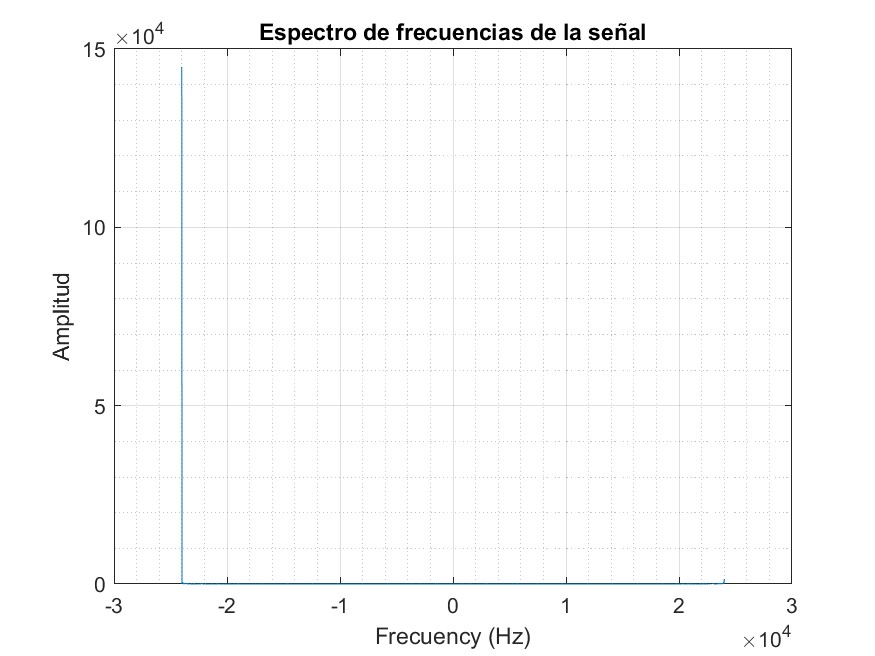 Espectro de frecuencias de la señal
×10⁴
15
10
5
0
Amplitud
-3 -2 -1 0 1 2 3
Frecuency (Hz)
×10⁴